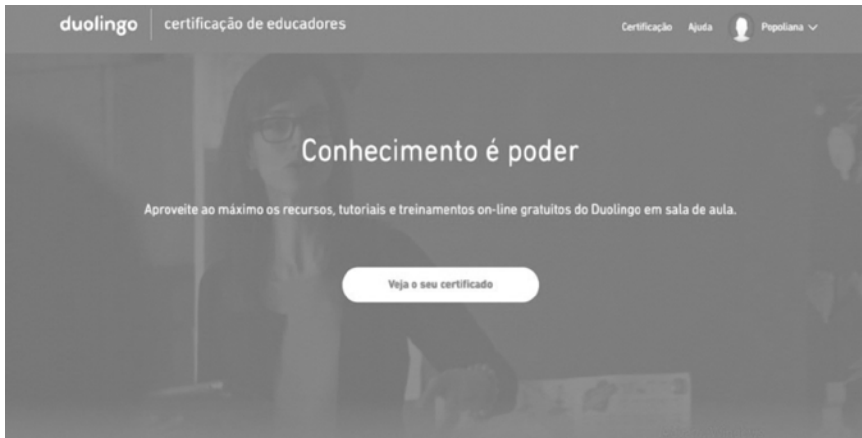 duolingo certificação de educadores Certificação Ajuda Popoliana
Conhecimento é poder
Aproveite ao máximo os recursos, tutoriais e treinamentos on-line gratuitos do Duolingo em sala de aula.
Veja o seu certificado